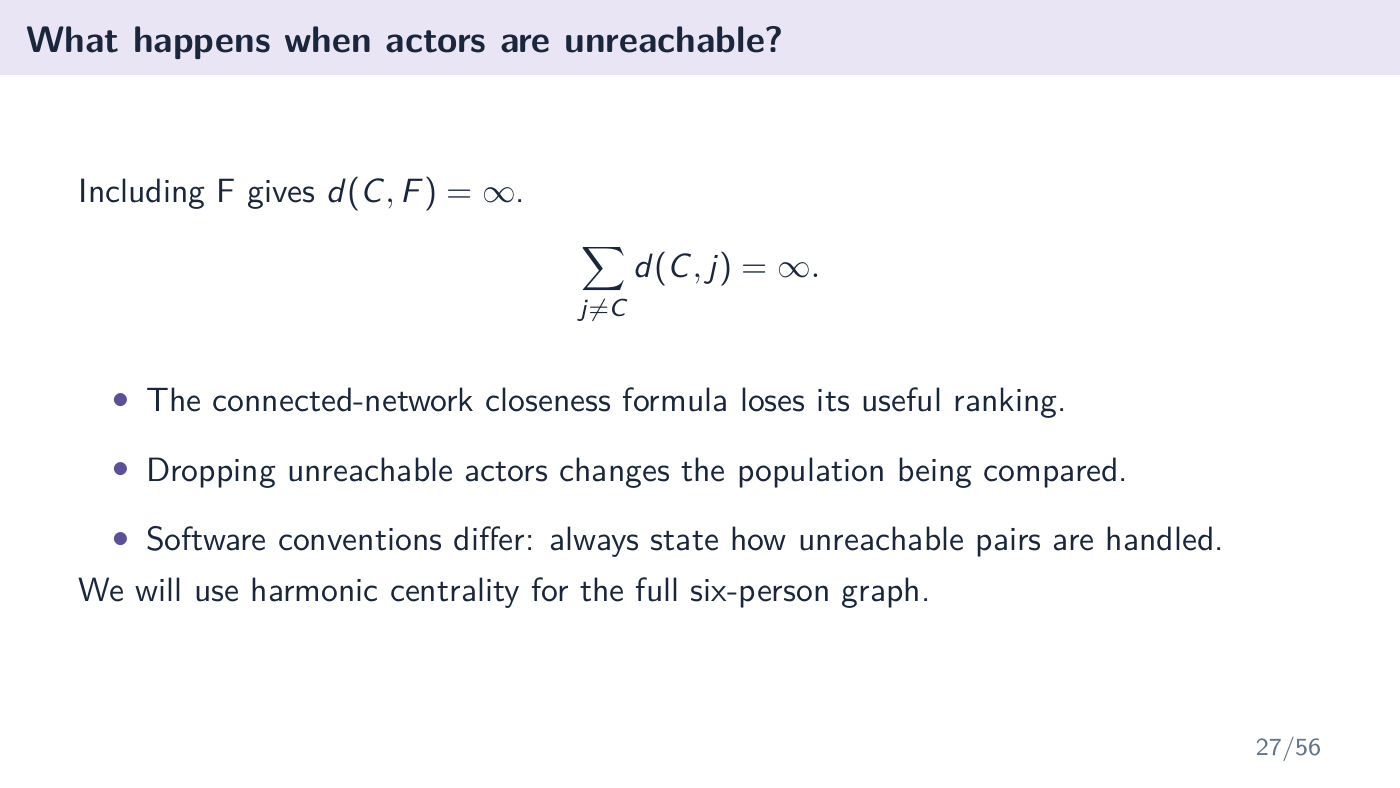 What happens when actors are unreachable?
Including F gives d(C, F) = ∞.
∑ d(C, j) = ∞.
j≠C
• The connected-network closeness formula loses its useful ranking.
• Dropping unreachable actors changes the population being compared.
• Software conventions differ: always state how unreachable pairs are handled.
We will use harmonic centrality for the full six-person graph.
27/56